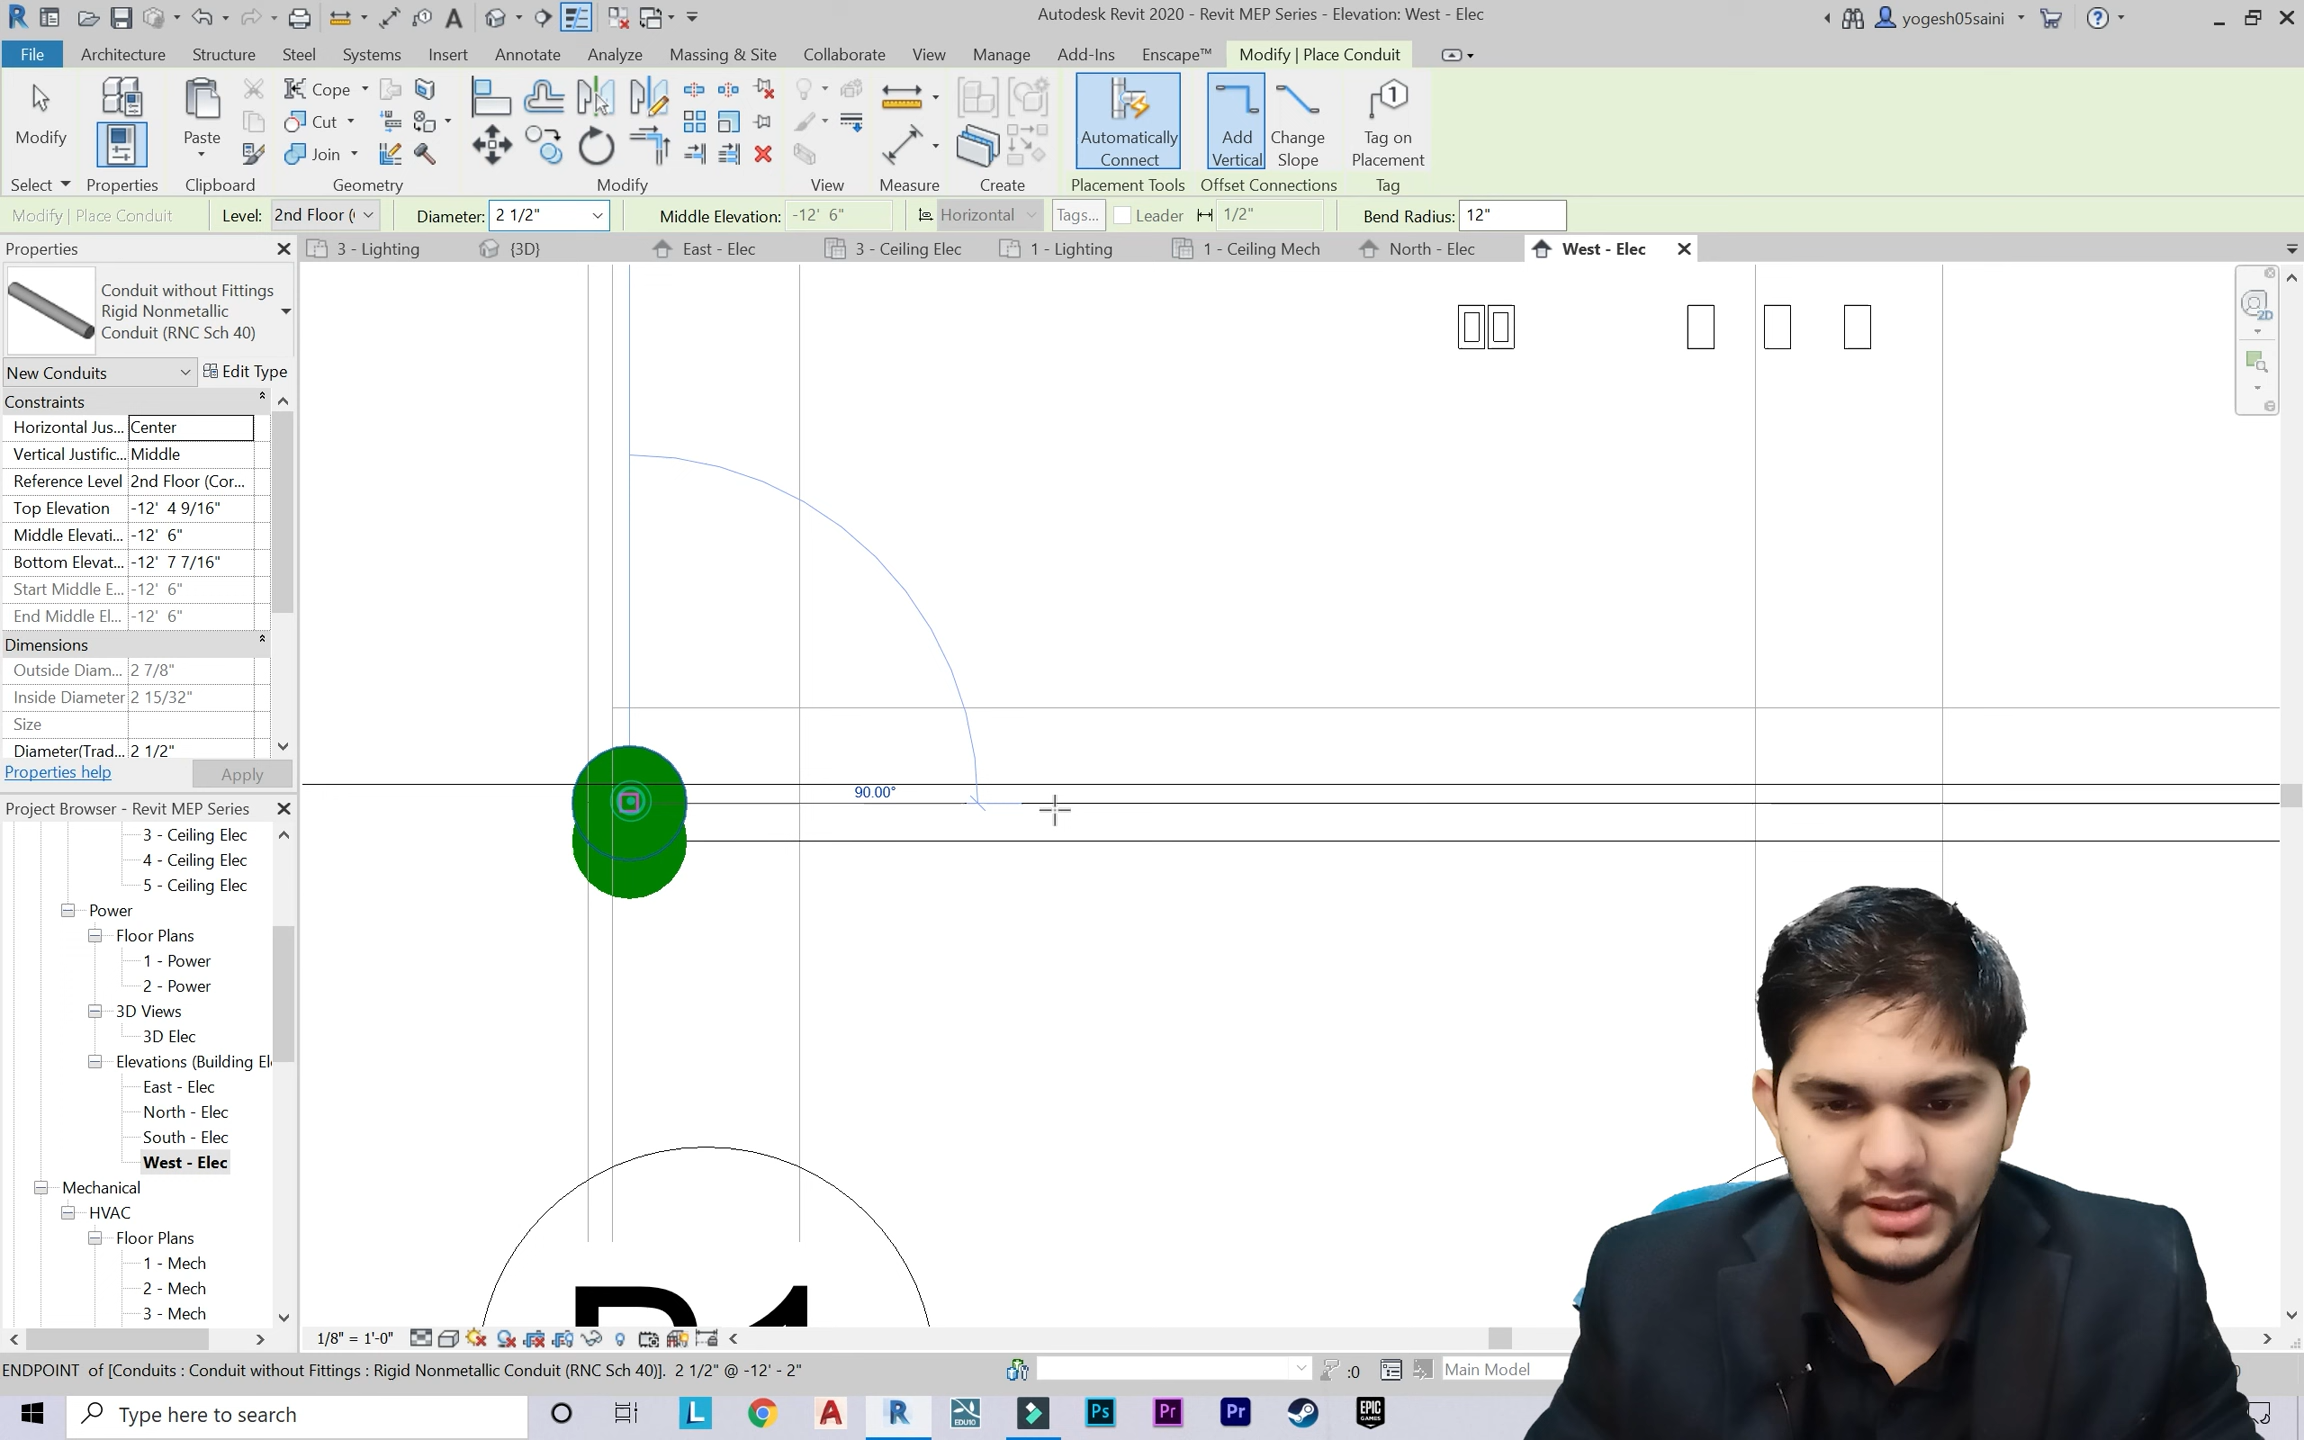 Autodesk Revit 2020 - Revit MEP Series - Elevation: West - Elec
yogesh05saini
File Architecture Structure Steel Systems Insert Annotate Analyze Massing & Site Collaborate View Manage Add-Ins Enscape™ Modify | Place Conduit
Cope
Cut
Join
Modify
Paste
Automatically Connect
Add Vertical
Change Slope
Tag on Placement
Select Properties Clipboard Geometry Modify View Measure Create Placement Tools Offset Connections Tag
Modify | Place Conduit Level: 2nd Floor ( Diameter: 2 1/2" Middle Elevation: -12' 6" Horizontal Tags... Leader 1/2" Bend Radius: 12"
Properties
3 - Lighting {3D} East - Elec 3 - Ceiling Elec 1 - Lighting 1 - Ceiling Mech North - Elec West - Elec
Conduit without Fittings
Rigid Nonmetallic
Conduit (RNC Sch 40)
New Conduits Edit Type
Constraints
Horizontal Jus... Center
Vertical Justific... Middle
Reference Level 2nd Floor (Cor...
Top Elevation -12' 4 9/16"
Middle Elevati... -12' 6"
Bottom Elevat... -12' 7 7/16"
Start Middle E... -12' 6"
End Middle El... -12' 6"
Dimensions
Outside Diam... 2 7/8"
Inside Diameter 2 15/32"
Size
Diameter(Trad... 2 1/2"
Properties help Apply
90.00°
Project Browser - Revit MEP Series
3 - Ceiling Elec
4 - Ceiling Elec
5 - Ceiling Elec
Power
Floor Plans
1 - Power
2 - Power
3D Views
3D Elec
Elevations (Building El
East - Elec
North - Elec
South - Elec
West - Elec
Mechanical
HVAC
Floor Plans
1 - Mech
2 - Mech
3 - Mech
1/8" = 1'-0"
ENDPOINT of [Conduits : Conduit without Fittings : Rigid Nonmetallic Conduit (RNC Sch 40)]. 2 1/2" @ -12' - 2"
:0
Main Model
Type here to search